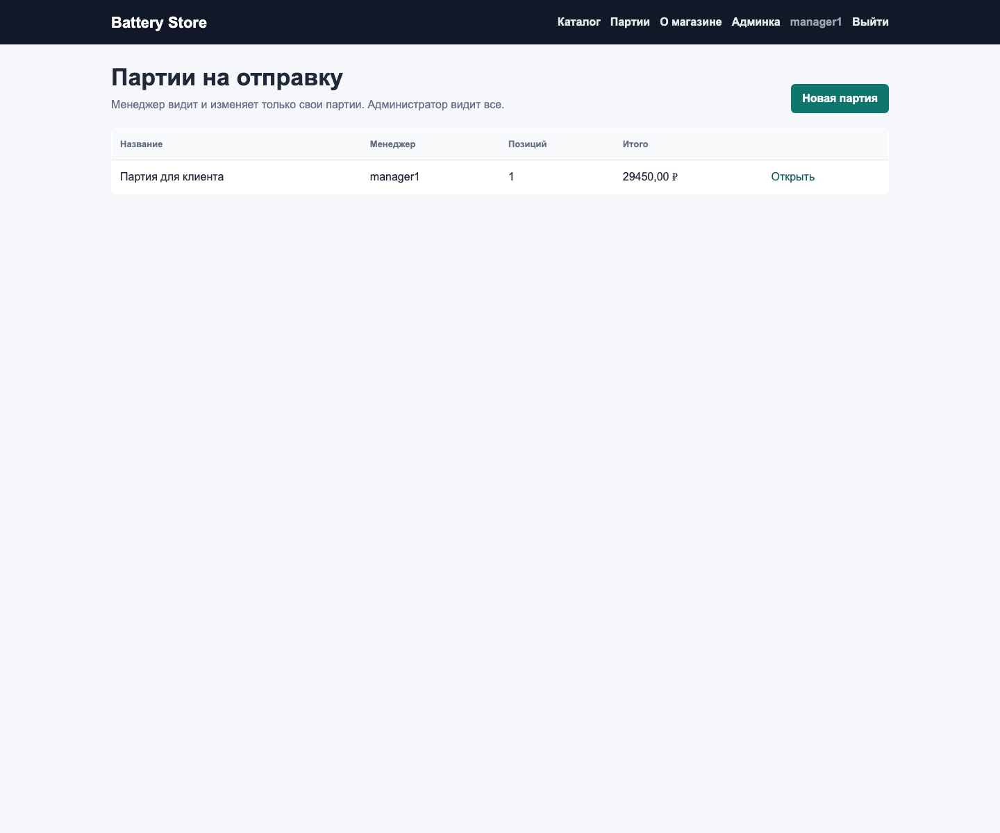 Battery Store
Каталог Партии О магазине Админка manager1 Выйти
Партии на отправку
Менеджер видит и изменяет только свои партии. Администратор видит все.
Новая партия
Название Менеджер Позиций Итого
Партия для клиента manager1 1 29450,00 ₽ Открыть